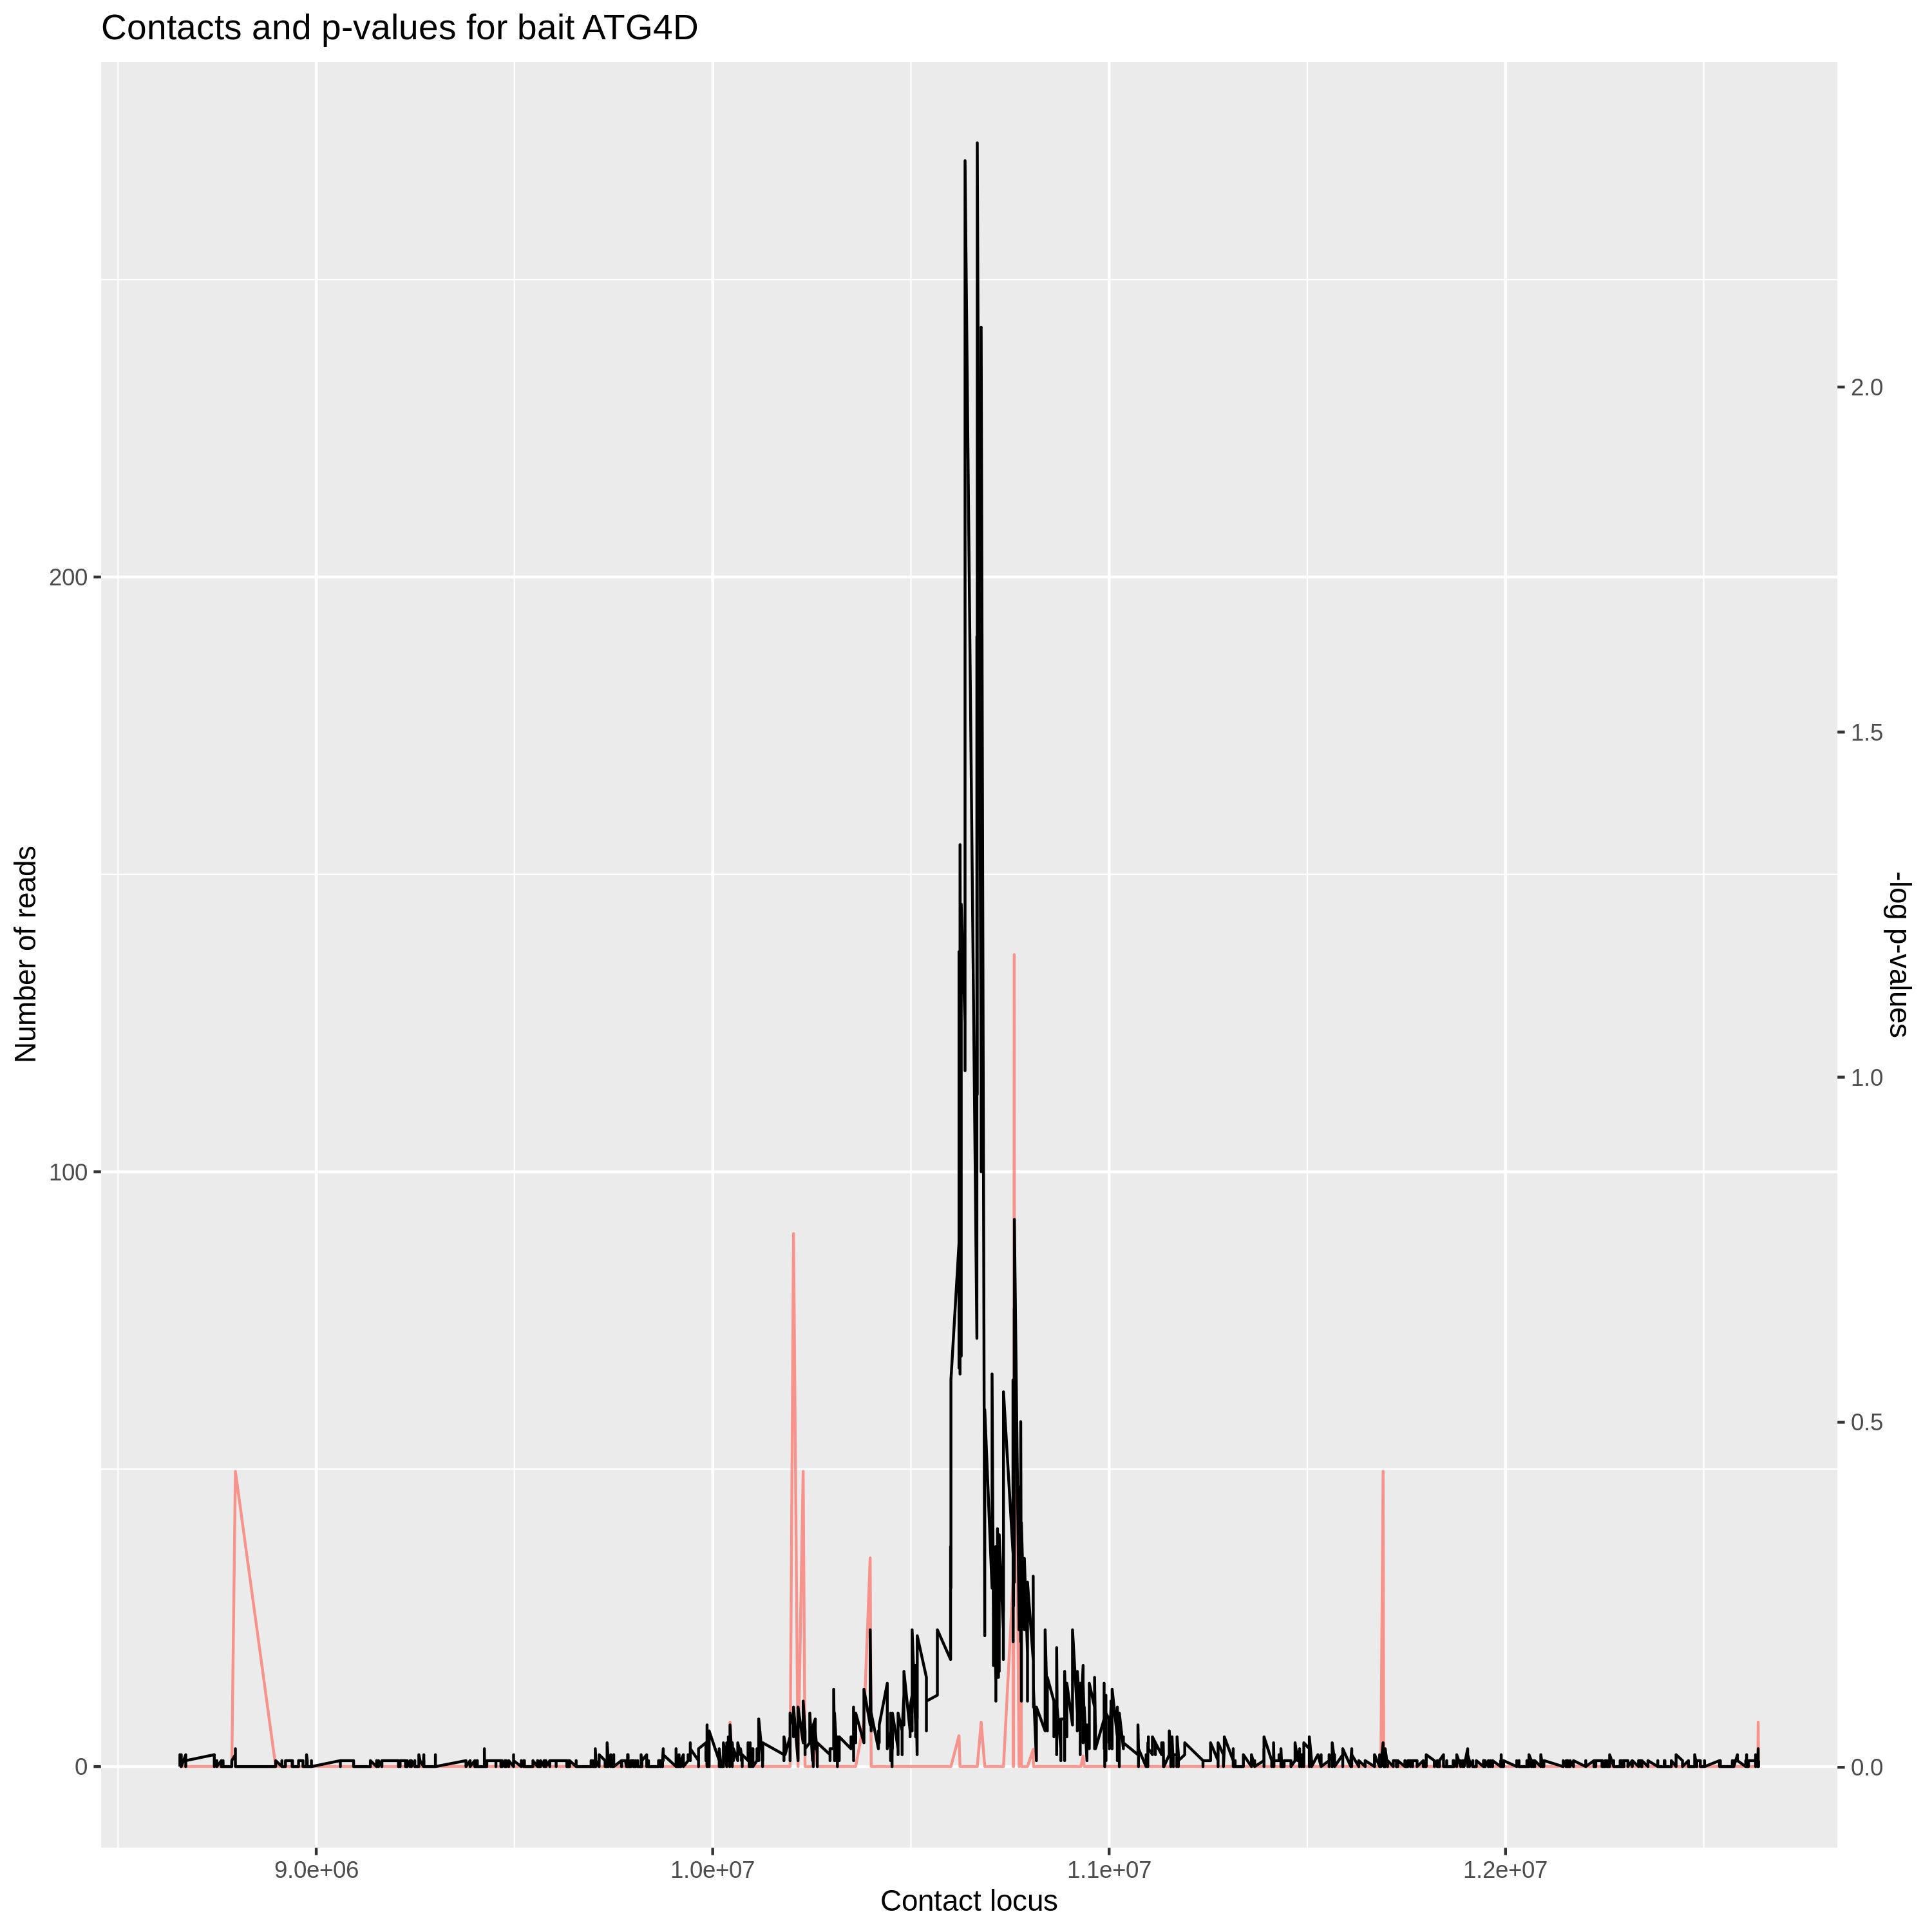 Contacts and p-values for bait ATG4D
Number of reads
200
100
0
2.0
1.5
1.0
0.5
0.0
-log p-values
9.0e+06
1.0e+07
1.1e+07
1.2e+07
Contact locus